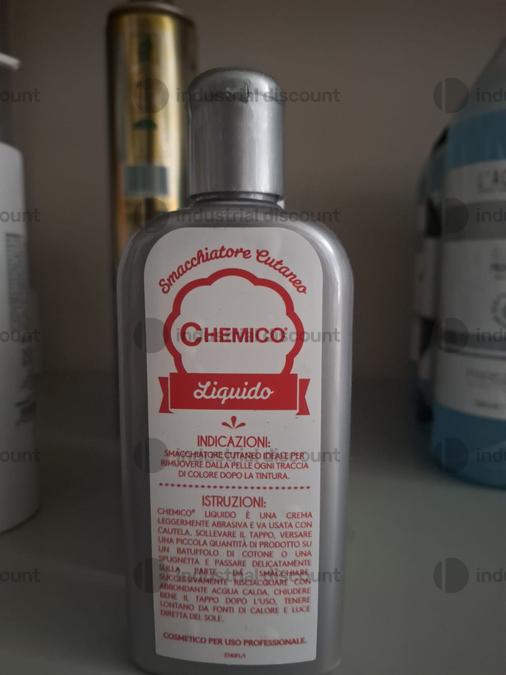 Smacchiatore Cutaneo
CHEMICO®
Liquido
INDICAZIONI:
SMACCHIATORE CUTANEO IDEALE PER
RIMUOVERE DALLA PELLE OGNI TRACCIA
DI COLORE DOPO LA TINTURA.
ISTRUZIONI:
CHEMICO® LIQUIDO È UNA CREMA
LEGGERMENTE ABRASIVA E VA USATA CON
CAUTELA. SOLLEVARE IL TAPPO, VERSARE
UNA PICCOLA QUANTITÀ DI PRODOTTO SU
UN BATUFFOLO DI COTONE O UNA
SPUGNETTA E PASSARE DELICATAMENTE
SULLA PARTE DA SMACCHIARE.
SUCCESSIVAMENTE RISCIACQUARE CON
ABBONDANTE ACQUA CALDA. CHIUDERE
BENE IL TAPPO DOPO L'USO, TENERE
LONTANO DA FONTI DI CALORE E LUCE
DIRETTA DEL SOLE.
COSMETICO PER USO PROFESSIONALE.
industrial discount